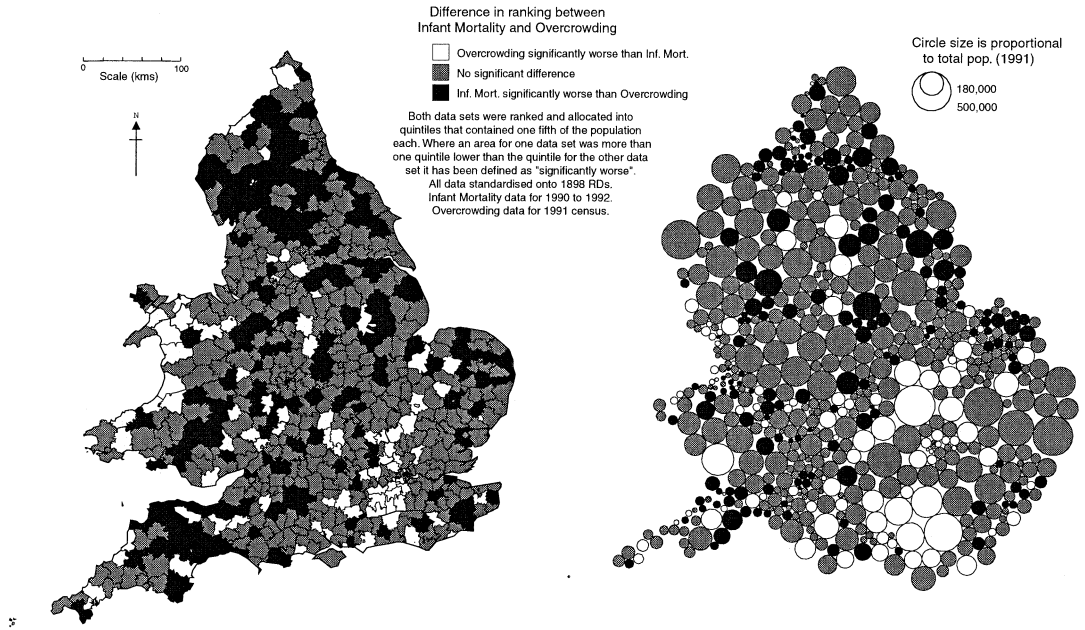 Difference in ranking between
Infant Mortality and Overcrowding
Overcrowding significantly worse than Inf. Mort.
No significant difference
Inf. Mort. significantly worse than Overcrowding
Both data sets were ranked and allocated into
quintiles that contained one fifth of the population
each. Where an area for one data set was more than
one quintile lower than the quintile for the other data
set it has been defined as "significantly worse".
All data standardised onto 1898 RDs.
Infant Mortality data for 1990 to 1992.
Overcrowding data for 1991 census.
0 100
Scale (kms)
N
Circle size is proportional
to total pop. (1991)
180,000
500,000